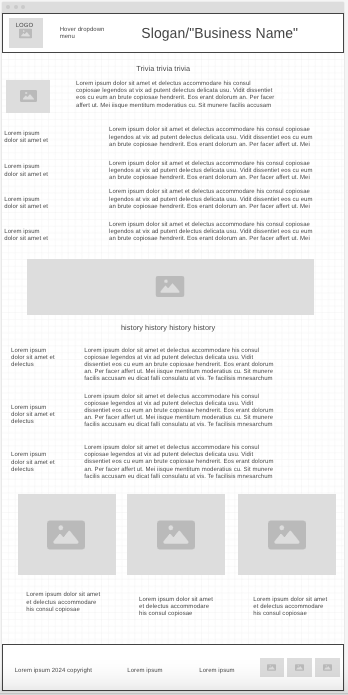 LOGO
Hover dropdown
menu
Slogan/"Business Name"
Trivia trivia trivia
Lorem ipsum dolor sit amet et delectus accommodare his consul
copiosae legendos at vix ad putent delectus delicata usu. Vidit dissentiet
eos cu eum an brute copiosae hendrerit. Eos erant dolorum an. Per facer
affert ut. Mei iisque mentitum moderatius cu. Sit munere facilis accusam
Lorem ipsum
dolor sit amet et
Lorem ipsum dolor sit amet et delectus accommodare his consul copiosae
legendos at vix ad putent delectus delicata usu. Vidit dissentiet eos cu eum
an brute copiosae hendrerit. Eos erant dolorum an. Per facer affert ut. Mei
Lorem ipsum
dolor sit amet et
Lorem ipsum dolor sit amet et delectus accommodare his consul copiosae
legendos at vix ad putent delectus delicata usu. Vidit dissentiet eos cu eum
an brute copiosae hendrerit. Eos erant dolorum an. Per facer affert ut. Mei
Lorem ipsum
dolor sit amet et
Lorem ipsum dolor sit amet et delectus accommodare his consul copiosae
legendos at vix ad putent delectus delicata usu. Vidit dissentiet eos cu eum
an brute copiosae hendrerit. Eos erant dolorum an. Per facer affert ut. Mei
Lorem ipsum
dolor sit amet et
Lorem ipsum dolor sit amet et delectus accommodare his consul copiosae
legendos at vix ad putent delectus delicata usu. Vidit dissentiet eos cu eum
an brute copiosae hendrerit. Eos erant dolorum an. Per facer affert ut. Mei
history history history history
Lorem ipsum
dolor sit amet et
delectus
Lorem ipsum dolor sit amet et delectus accommodare his consul
copiosae legendos at vix ad putent delectus delicata usu. Vidit
dissentiet eos cu eum an brute copiosae hendrerit. Eos erant dolorum
an. Per facer affert ut. Mei iisque mentitum moderatius cu. Sit munere
facilis accusam eu dicat falli consulatu at vis. Te facilisis mnesarchum
Lorem ipsum
dolor sit amet et
delectus
Lorem ipsum dolor sit amet et delectus accommodare his consul
copiosae legendos at vix ad putent delectus delicata usu. Vidit
dissentiet eos cu eum an brute copiosae hendrerit. Eos erant dolorum
an. Per facer affert ut. Mei iisque mentitum moderatius cu. Sit munere
facilis accusam eu dicat falli consulatu at vis. Te facilisis mnesarchum
Lorem ipsum
dolor sit amet et
delectus
Lorem ipsum dolor sit amet et delectus accommodare his consul
copiosae legendos at vix ad putent delectus delicata usu. Vidit
dissentiet eos cu eum an brute copiosae hendrerit. Eos erant dolorum
an. Per facer affert ut. Mei iisque mentitum moderatius cu. Sit munere
facilis accusam eu dicat falli consulatu at vis. Te facilisis mnesarchum
Lorem ipsum dolor sit amet
et delectus accommodare
his consul copiosae
Lorem ipsum dolor sit amet
et delectus accommodare
his consul copiosae
Lorem ipsum dolor sit amet
et delectus accommodare
his consul copiosae
Lorem ipsum 2024 copyright
Lorem ipsum
Lorem ipsum